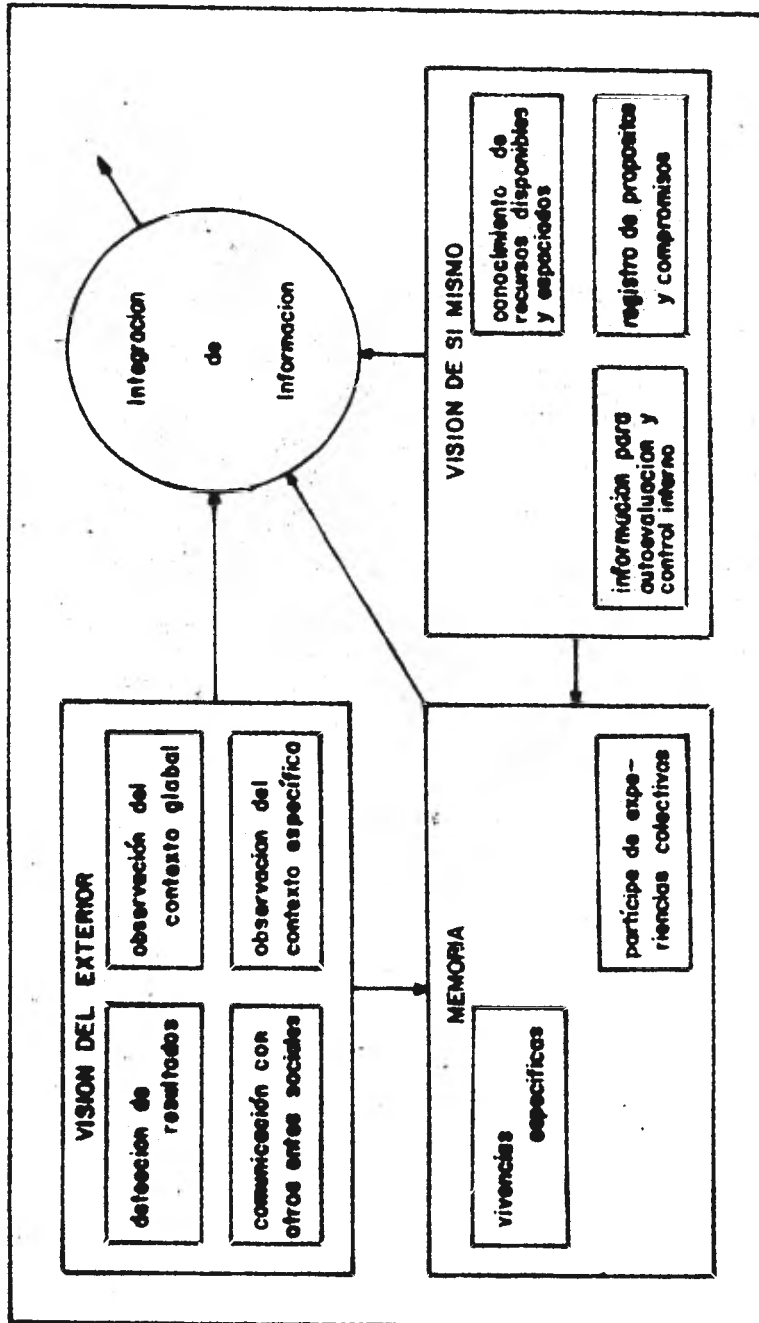 VISION DEL EXTERIOR
deteccion de
resultados
observación del
contexto global
comunicación con
otros entes sociales
observacion del
contexto específico
Integracion
de
Informacion
MEMORIA
vivencias
especificas
partícipe de expe-
riencias colectivas
VISION DE SI MISMO
conocimiento de
recursos disponibles
y espaciados
informacion para
autoevaluacion y
control interno
registro de propositos
y compromisos